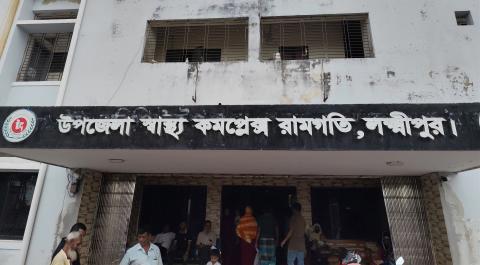 উপজেলা স্বাস্থ্য কমপ্লেক্স রামগতি, লক্ষ্মীপুর।